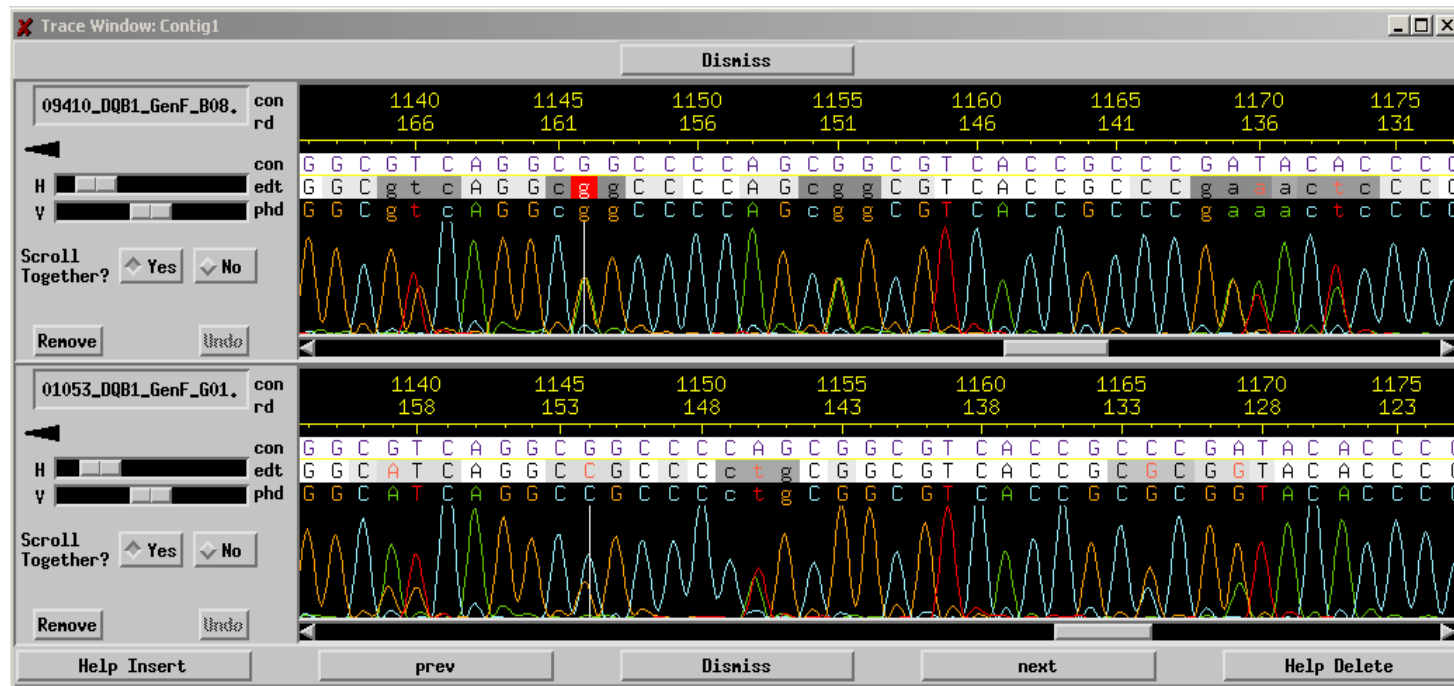 Trace Window: Contig1
Dismiss
09410_DQB1_GenF_B08.
con 1140 1145 1150 1155 1160 1165 1170 1175
rd 166 161 156 151 146 141 136 131
con G G C G T C A G G C G G C C C C A G C G G C G T C A C C G C C C G A T A C A C C C
H edt G G C g t c A G G c g g C C C C A G c g g C G T C A C C G C C C g a a a c t c C C
V phd G G C g t c A G G c g g C C C C A G c g g C G T C A C C G C C C g a a a c t c C C
Scroll
Together? Yes No
Remove Undo
01053_DQB1_GenF_G01.
con 1140 1145 1150 1155 1160 1165 1170 1175
rd 158 153 148 143 138 133 128 123
con G G C G T C A G G C G G C C C C A G C G G C G T C A C C G C C C G A T A C A C C C
H edt G G C A T C A G G C C G C C C c t g C G G C G T C A C C G C G C G G T A C A C C C
V phd G G C A T C A G G C C G C C C c t g C G G C G T C A C C G C G C G G T A C A C C C
Scroll
Together? Yes No
Remove Undo
Help Insert prev Dismiss next Help Delete